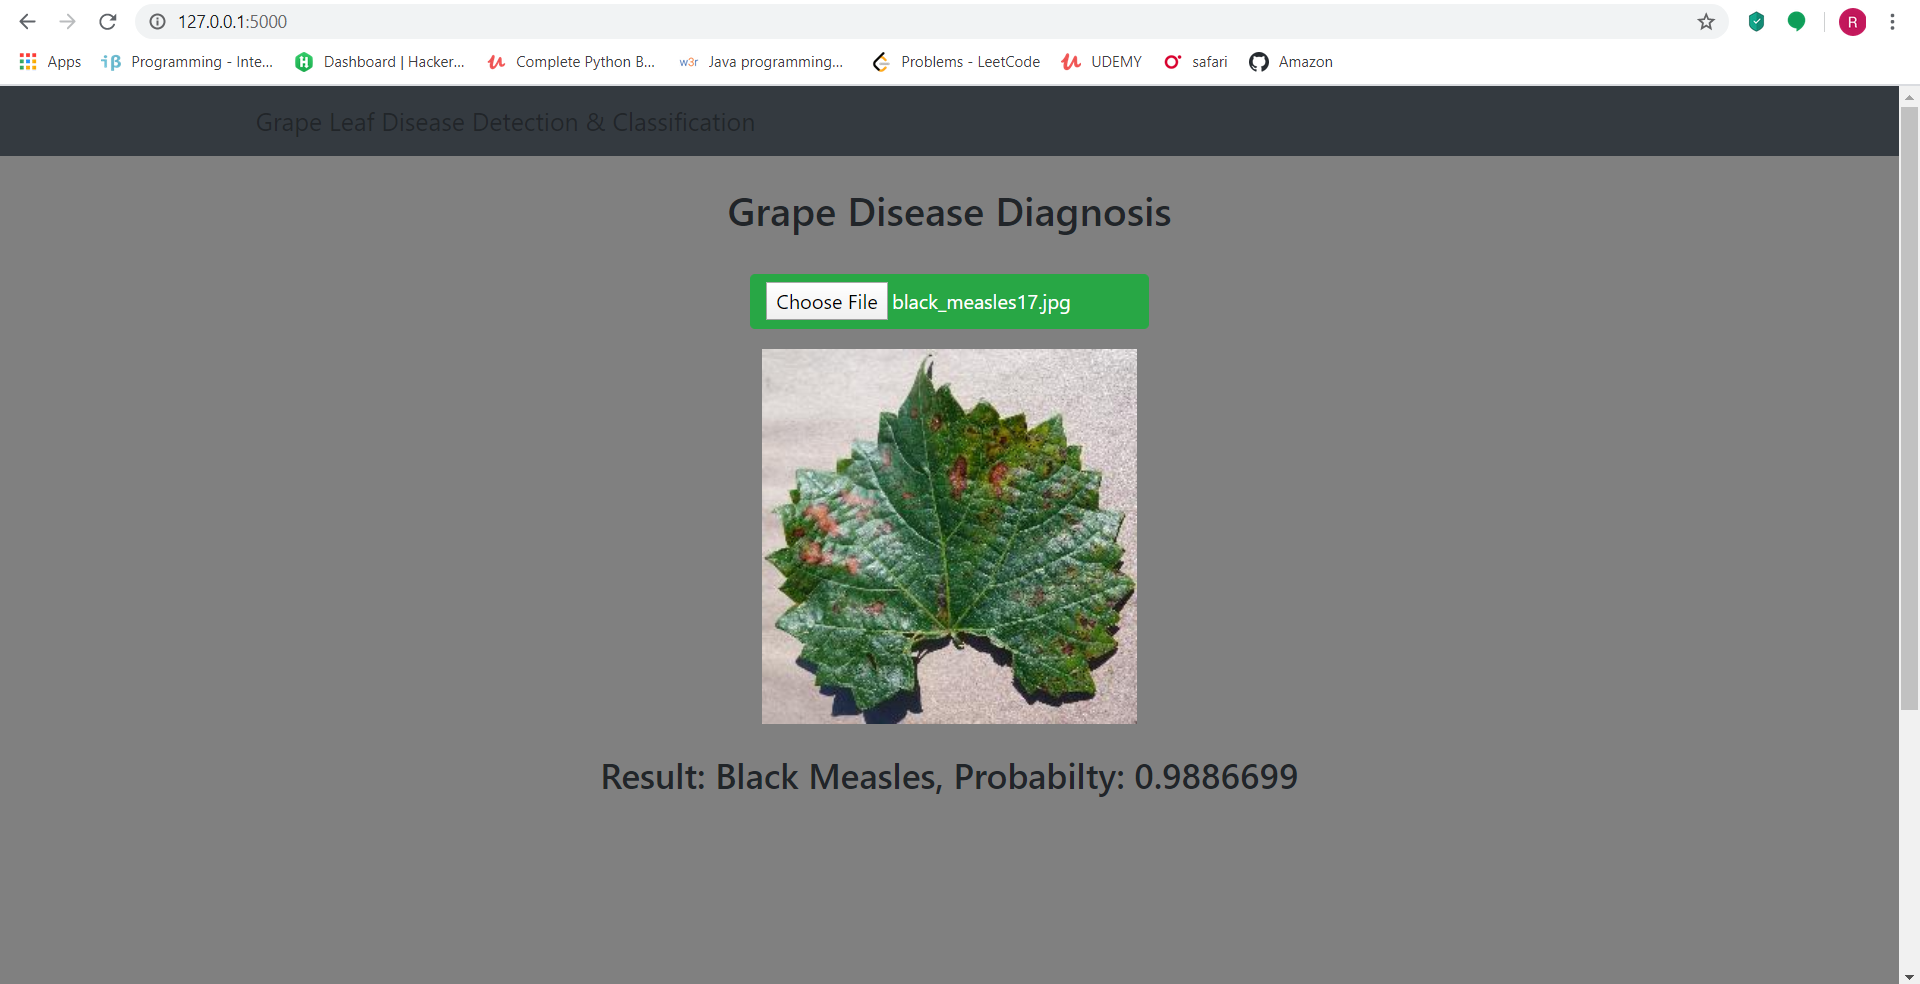 127.0.0.1:5000
R
Apps iβ Programming - Inte... H Dashboard | Hacker... Complete Python B... w3r Java programming... Problems - LeetCode UDEMY safari Amazon
Grape Leaf Disease Detection & Classification
Grape Disease Diagnosis
Choose File black_measles17.jpg
Result: Black Measles, Probabilty: 0.9886699